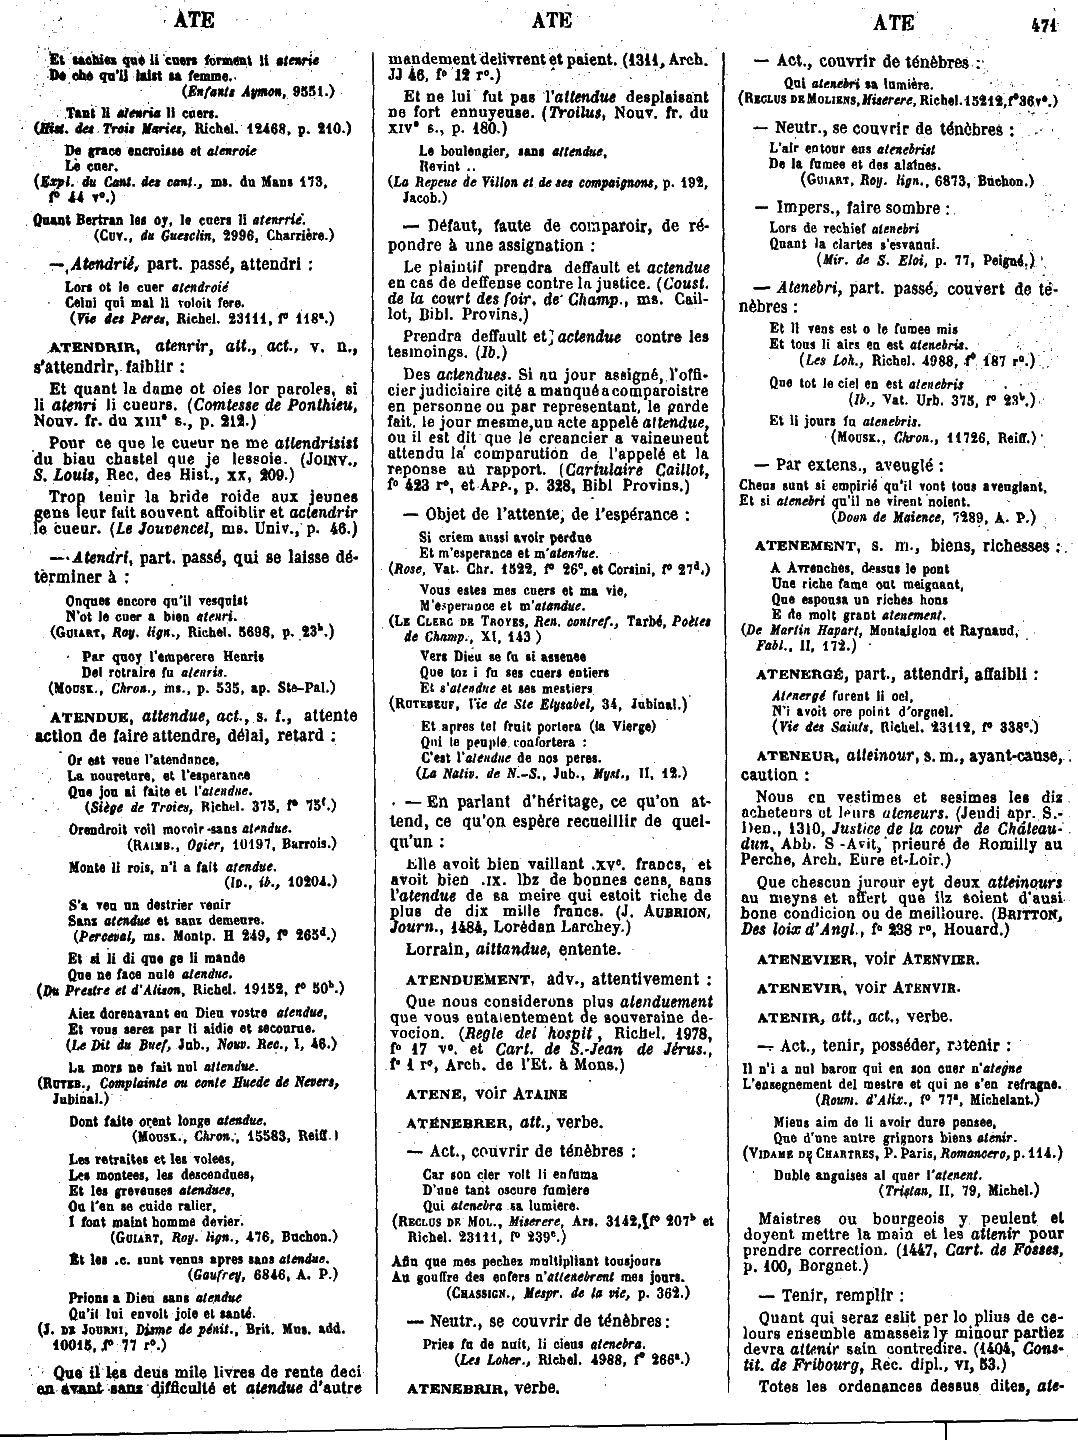 ATE
ATE
ATE
471
Et sachies que li cuers forment li atenrie
De che qu'il laist sa femme.
(Enfants Aymon, 9551.)
Tant li atenria li cuers.
(Hist. des Trois Maries, Richel. 12468, p. 210.)
De grace encroisse et atenroie
Le cuer.
(Expl. du Cant. des cant., ms. du Mans 173,
f° 44 v°.)
Quant Bertran les oy, le cuers li atenrrié.
(Cuv., du Guesclin, 2996, Charrière.)
— Atendrié, part. passé, attendri :
Lors ot le cuer atendroié
Celui qui mal li voloit fere.
(Vie des Peres, Richel. 23111, f° 118ª.)
ATENDRIR, atenrir, att., act., v. n.,
s'attendrir, faiblir :
Et quant la dame ot oies lor paroles, si
li atenri li cueurs. (Comtesse de Ponthieu,
Nouv. fr. du XIIIᵉ s., p. 212.)
Pour ce que le cueur ne me attendrisist
du biau chastel que je lessoie. (JOINV.,
S. Louis, Rec. des Hist., XX, 209.)
Trop tenir la bride roide aux jeunes
gens leur fait souvent affoiblir et actendrir
le cueur. (Le Jouvencel, ms. Univ., p. 46.)
— Atendri, part. passé, qui se laisse dé-
terminer à :
Onques encore qu'il vesquist
N'ot le cuer a bien atenri.
(GUIART, Roy. lign., Richel. 5698, p. 23ᵇ.)
Par quoy l'emperere Henris
Del retraire fu atenris.
(MOUSK., Chron., ms., p. 535, ap. Ste-Pal.)
ATENDUE, attendue, act., s. f., attente
action de faire attendre, délai, retard :
Or est veue l'atendance,
La noureture, et l'esperance
Que jou ai faite et l'atendue.
(Siège de Troies, Richel. 375, f° 75ᶠ.)
Orendroit voil movoir sans atendue.
(RAIMB., Ogier, 10197, Barrois.)
Monte li rois, n'i a fait atendue.
(ID., ib., 10204.)
S'a veu un destrier venir
Sanz atendue et sanz demeure.
(Perceval, ms. Montp. H 249, f° 265ᵈ.)
Et si li di que ge li mande
Que ne face nule atendue.
(Du Prestre et d'Alison, Richel. 19152, f° 50ᵇ.)
Aiez dorenavant en Dieu vostre atendue,
Et vous serez par li aidie et secourue.
(Le Dit du Buef, Jub., Nouv. Rec., I, 46.)
La mors ne fait nul attendue.
(RUTEB., Complainte ou conte Huede de Nevers,
Jubinal.)
Dont faite orent longe atendue.
(MOUSK., Chron., 15583, Reiff.)
Les retraites et les volees,
Les montees, les descendues,
Et les greveuses atendues,
Ou l'en se cuide ralier,
I font maint homme devier.
(GUIART, Roy. lign., 476, Buchon.)
Et les .c. sunt venus apres sans atendue.
(Gaufrey, 6846, A. P.)
Prions a Dieu sans atendue
Qu'il lui envoit joie et santé.
(J. DE JOURNI, Disme de pénit., Brit. Mus. add.
10015, f° 77 r°.)
Que il les deus mile livres de rente deci
en avant sans difficulté et atendue d'autre
mandement delivrent et paient. (1311, Arch.
JJ 46, f° 12 r°.)
Et ne lui fut pas l'attendue desplaisant
ne fort ennuyeuse. (Troilus, Nouv. fr. du
XIVᵉ s., p. 180.)
Le boulengier, sans attendue,
Revint ..
(La Repeue de Villon et de ses compaignons, p. 192,
Jacob.)
— Défaut, faute de comparoir, de ré-
pondre à une assignation :
Le plaintif prendra deffault et actendue
en cas de deffense contre la justice. (Coust.
de la court des foir. de Champ., ms. Cail-
lot, Bibl. Provins.)
Prendra deffault et actendue contre les
tesmoings. (Ib.)
Des actendues. Si au jour assigné, l'offi-
cier judiciaire cité a manqué a comparoistre
en personne ou par representant, le garde
fait, le jour mesme, un acte appelé attendue,
ou il est dit que le creancier a vainement
attendu la comparution de l'appelé et la
reponse au rapport. (Cartulaire Caillot,
f° 423 r°, et APP., p. 328, Bibl Provins.)
— Objet de l'attente, de l'espérance :
Si criem aussi avoir perdue
Et m'esperance et m'atendue.
(Rose, Vat. Chr. 1522, f° 26ᶜ, et Corsini, f° 27ᵈ.)
Vous estes mes cuers et ma vie,
M'esperance et m'atandue.
(LE CLERC DE TROYES, Ren. contref., Tarbé, Poètes
de Champ., XI, 143 )
Vers Dieu se fu si assenee
Que toz i fu ses cuers entiers
Et s'atendue et ses mestiers
(RUTEBEUF, Vie de Ste Elysabel, 34, Jubinal.)
Et apres tel fruit portera (la Vierge)
Qui le peuple confortera :
C'est l'atendue de nos peres.
(La Nativ. de N.-S., Jub., Myst., II, 12.)
— En parlant d'héritage, ce qu'on at-
tend, ce qu'on espère recueillir de quel-
qu'un :
Elle avoit bien vaillant .XVᶜ. francs, et
avoit bien .IX. lbz de bonnes cens, sans
l'atendue de sa meire qui estoit riche de
plus de dix mille francs. (J. AUBRION,
Journ., 1484, Lorédan Larchey.)
Lorrain, aittandue, entente.
ATENDUEMENT, adv., attentivement :
Que nous considerons plus atenduement
que vous entalentement de souveraine de-
vocion. (Regle del hospit, Richel. 1978,
f° 17 v°. et Cart. de S.-Jean de Jérus.,
f° 1 r°, Arch. de l'Et. à Mons.)
ATENE, voir ATAINE
ATENEBRER, att., verbe.
— Act., couvrir de ténèbres :
Car son cler volt li enfuma
D'une tant oscure fumiere
Qui atenebra sa lumiere.
(RECLUS DE MOL., Miserere, Ars. 3142, f° 207ᵇ et
Richel. 23111, f° 239ᶜ.)
Afin que mes pechez multipliant tousjours
Au gouffre des enfers n'attenebrent mes jours.
(CHASSIGN., Mespr. de la vie, p. 362.)
— Neutr., se couvrir de ténèbres :
Pries fu de nuit, li cieus atenebra.
(Les Loher., Richel. 4988, f° 266ª.)
ATENEBRIR, verbe.
— Act., couvrir de ténèbres :
Qui atenebri sa lumière.
(RECLUS DE MOLIENS, Miserere, Richel. 15212, f° 36 v°.)
— Neutr., se couvrir de ténèbres :
L'air entour eus atenebrist
De la fumee et des alaines.
(GUIART, Roy. lign., 6873, Buchon.)
— Impers., faire sombre :
Lors de rechief atenebri
Quant la clartes s'esvanui.
(Mir. de S. Eloi, p. 77, Peigné.)
— Atenebri, part. passé, couvert de té-
nèbres :
Et li vens est o le fumee mis
Et tous li airs en est atenebris.
(Les Loh., Richel. 4988, f° 187 r°.)
Que tot le ciel en est atenebris
(Ib., Vat. Urb. 375, f° 23ᵇ.)
Et li jours fu atenebris.
(MOUSK., Chron., 11726, Reiff.)
— Par extens., aveuglé :
Cheus sunt si empirié qu'il vont tous aveuglant,
Et si atenebri qu'il ne virent noient.
(Doon de Maience, 7289, A. P.)
ATENEMENT, s. m., biens, richesses :
A Avrenches, dessus le pont
Une riche fame out meignant,
Que espousa un riches hons
E de molt grant atenement.
(De Martin Hapart, Montaiglon et Raynaud,
Fabl., II, 172.)
ATENERGÉ, part., attendri, affaibli :
Atenergé furent li oel,
N'i avoit ore point d'orguel.
(Vie des Saints, Richel. 23112, f° 338ᶜ.)
ATENEUR, atteinour, s. m., ayant-cause,
caution :
Nous en vestimes et sesimes les diz
acheteurs et leurs ateneurs. (Jeudi apr. S.-
Den., 1310, Justice de la cour de Château-
dun, Abb. S -Avit, prieuré de Romilly au
Perche, Arch. Eure et-Loir.)
Que chescun jurour eyt deux atteinours
au meyns et offert que ilz soient d'ausi
bone condicion ou de meilloure. (BRITTON,
Des loix d'Angl., f° 238 r°, Houard.)
ATENEVIER, voir ATENVIER.
ATENEVIR, voir ATENVIR.
ATENIR, att., act., verbe.
— Act., tenir, posséder, retenir :
Il n'i a nul baron qui en son cuer n'ategne
L'ensegnement del mestre et qui ne s'en refragne.
(Roum. d'Alix., f° 77ª, Michelant.)
Mieus aim de li avoir dure pensee,
Que d'une autre grignors biens atenir.
(VIDAME DE CHARTRES, P. Paris, Romancero, p. 114.)
Duble anguises al quer l'atenent.
(Tristan, II, 79, Michel.)
Maistres ou bourgeois y peulent et
doyent mettre la main et les attenir pour
prendre correction. (1447, Cart. de Fosses,
p. 100, Borgnet.)
— Tenir, remplir :
Quant qui seraz eslit per lo plius de ce-
lours ensemble amasseiz ly minour partiez
devra attenir sain contredire. (1404, Cons-
tit. de Fribourg, Rec. dipl., VI, 53.)
Totes les ordenances dessus dites, ate-